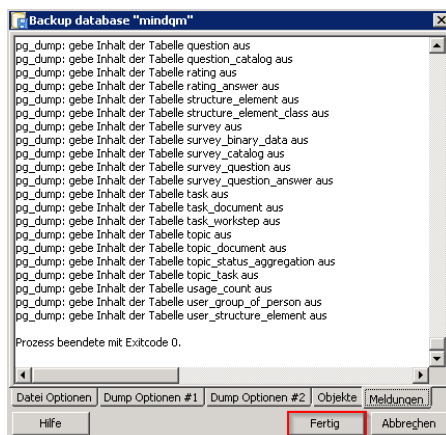 Backup database "mindqm"
pg_dump: gebe Inhalt der Tabelle question aus
pg_dump: gebe Inhalt der Tabelle question_catalog aus
pg_dump: gebe Inhalt der Tabelle rating aus
pg_dump: gebe Inhalt der Tabelle rating_answer aus
pg_dump: gebe Inhalt der Tabelle structure_element aus
pg_dump: gebe Inhalt der Tabelle structure_element_class aus
pg_dump: gebe Inhalt der Tabelle survey aus
pg_dump: gebe Inhalt der Tabelle survey_binary_data aus
pg_dump: gebe Inhalt der Tabelle survey_catalog aus
pg_dump: gebe Inhalt der Tabelle survey_question aus
pg_dump: gebe Inhalt der Tabelle survey_question_answer aus
pg_dump: gebe Inhalt der Tabelle task aus
pg_dump: gebe Inhalt der Tabelle task_document aus
pg_dump: gebe Inhalt der Tabelle task_workstep aus
pg_dump: gebe Inhalt der Tabelle topic aus
pg_dump: gebe Inhalt der Tabelle topic_document aus
pg_dump: gebe Inhalt der Tabelle topic_status_aggregation aus
pg_dump: gebe Inhalt der Tabelle topic_task aus
pg_dump: gebe Inhalt der Tabelle usage_count aus
pg_dump: gebe Inhalt der Tabelle user_group_of_person aus
pg_dump: gebe Inhalt der Tabelle user_structure_element aus
Prozess beendete mit Exitcode 0.
Datei Optionen Dump Optionen #1 Dump Optionen #2 Objekte Meldungen
Hilfe Fertig Abbrechen